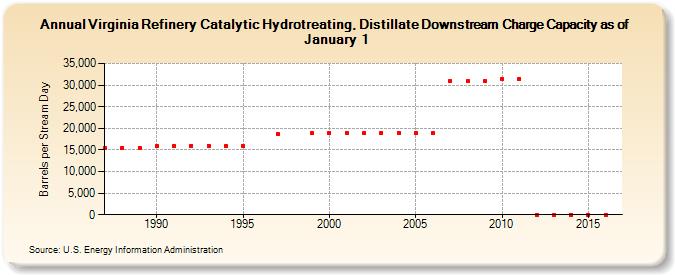 Annual Virginia Refinery Catalytic Hydrotreating, Distillate Downstream Charge Capacity as of
January 1
Barrels per Stream Day
35,000
30,000
25,000
20,000
15,000
10,000
5,000
0
1990 1995 2000 2005 2010 2015
Source: U.S. Energy Information Administration